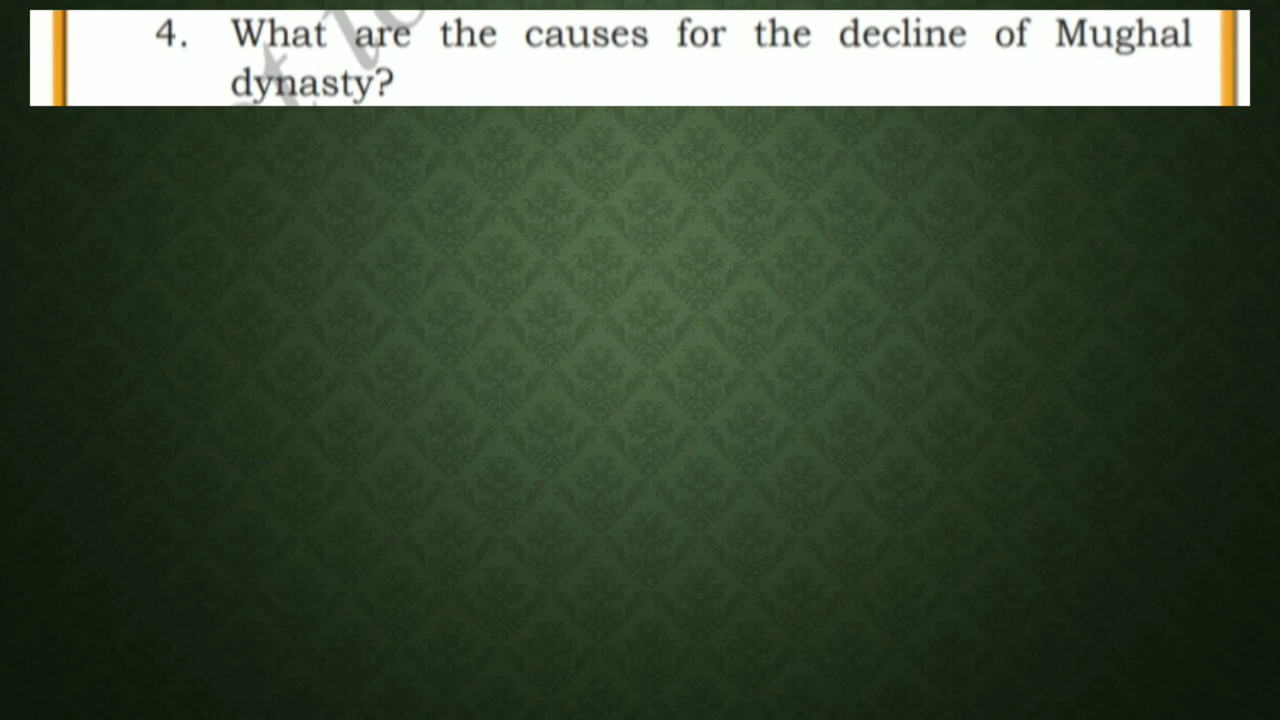 4. What are the causes for the decline of Mughal
dynasty?